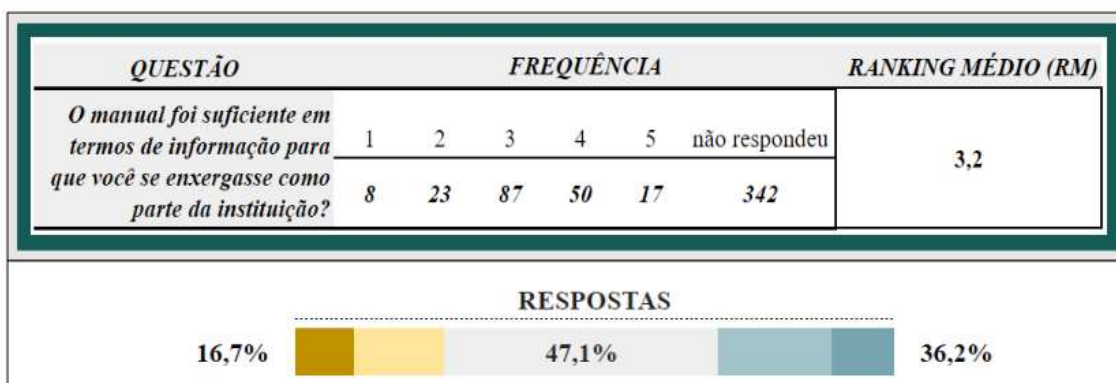 QUESTÃO FREQUÊNCIA RANKING MÉDIO (RM)
O manual foi suficiente em
termos de informação para
que você se enxergasse como
parte da instituição?
1 2 3 4 5 não respondeu
8 23 87 50 17 342
3,2
RESPOSTAS
16,7% 47,1% 36,2%